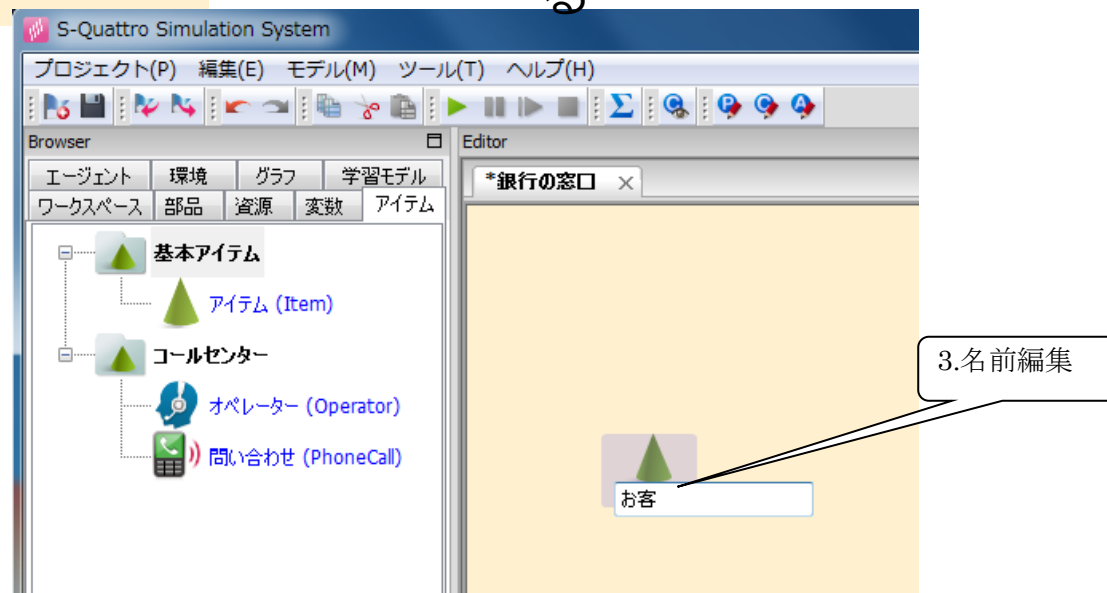 る
S-Quattro Simulation System
プロジェクト(P) 編集(E) モデル(M) ツール(T) ヘルプ(H)
Browser
エージェント 環境 グラフ 学習モデル
ワークスペース 部品 資源 変数 アイテム
基本アイテム
アイテム (Item)
コールセンター
オペレーター (Operator)
問い合わせ (PhoneCall)
Editor
*銀行の窓口
お客
3.名前編集